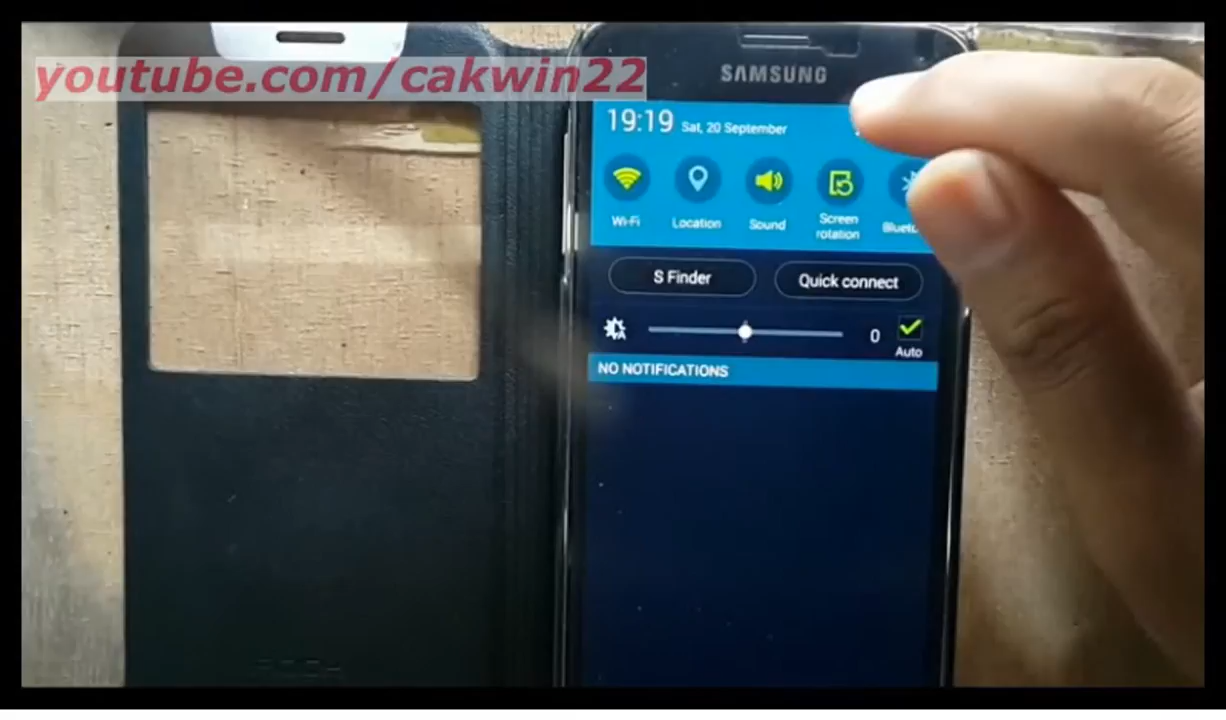 youtube.com/cakwin22
SAMSUNG
19:19 Sat, 20 September
Wi-Fi Location Sound Screen rotation Bluet
S Finder Quick connect
0
Auto
NO NOTIFICATIONS